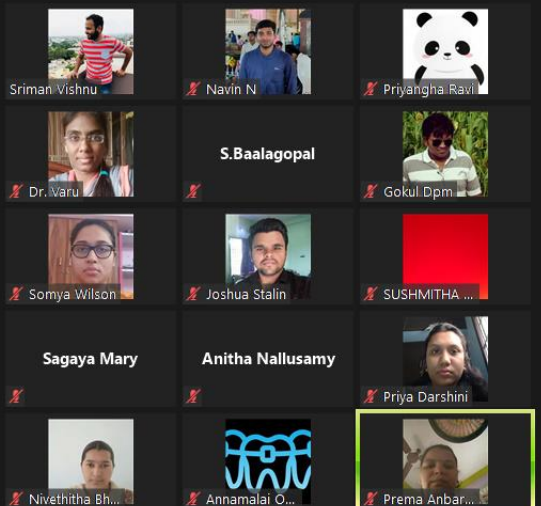 Sriman Vishnu
Navin N
Priyangha Ravi
Dr. Varu
S.Baalagopal
Gokul Dpm
Somya Wilson
Joshua Stalin
SUSHMITHA ...
Sagaya Mary
Anitha Nallusamy
Priya Darshini
Nivethitha Bh...
Annamalai O...
Prema Anbar...